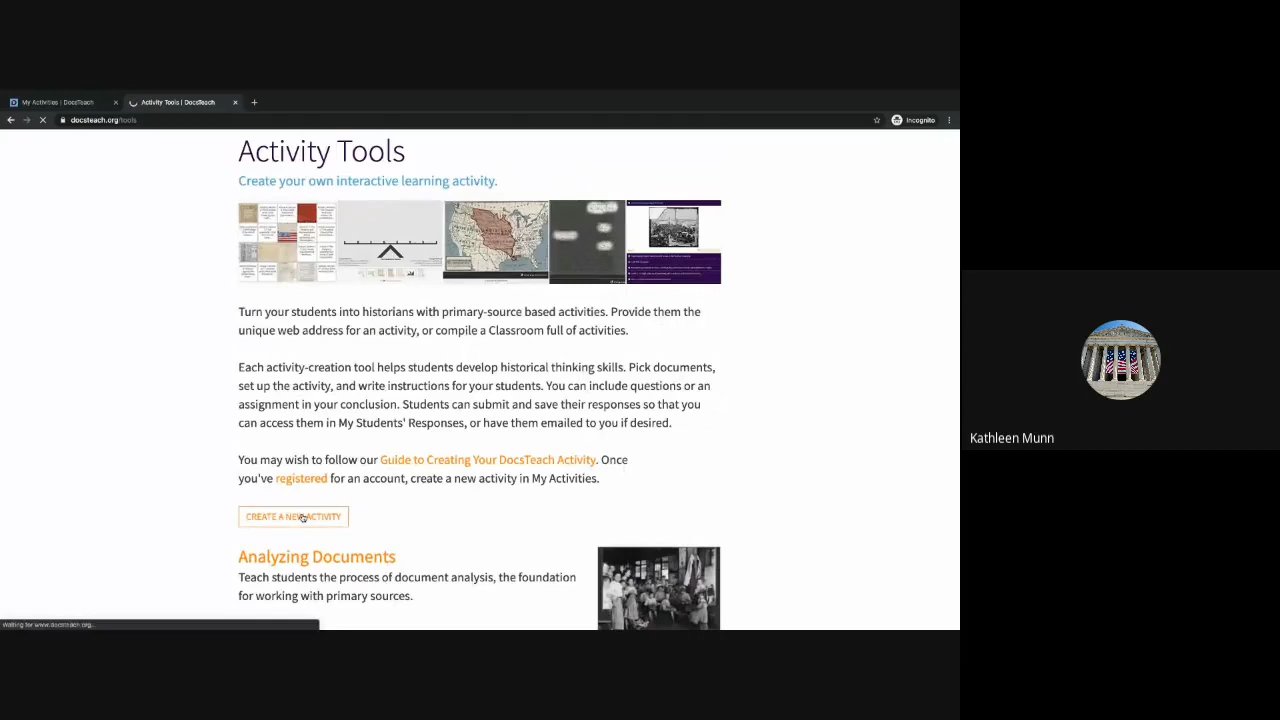 My Activities | DocsTeach
Activity Tools | DocsTeach
docsteach.org/tools
Incognito
Activity Tools
Create your own interactive learning activity.
Turn your students into historians with primary-source based activities. Provide them the
unique web address for an activity, or compile a Classroom full of activities.
Each activity-creation tool helps students develop historical thinking skills. Pick documents,
set up the activity, and write instructions for your students. You can include questions or an
assignment in your conclusion. Students can submit and save their responses so that you
can access them in My Students' Responses, or have them emailed to you if desired.
You may wish to follow our Guide to Creating Your DocsTeach Activity. Once
you've registered for an account, create a new activity in My Activities.
CREATE A NEW ACTIVITY
Analyzing Documents
Teach students the process of document analysis, the foundation
for working with primary sources.
Waiting for www.docsteach.org...
Kathleen Munn